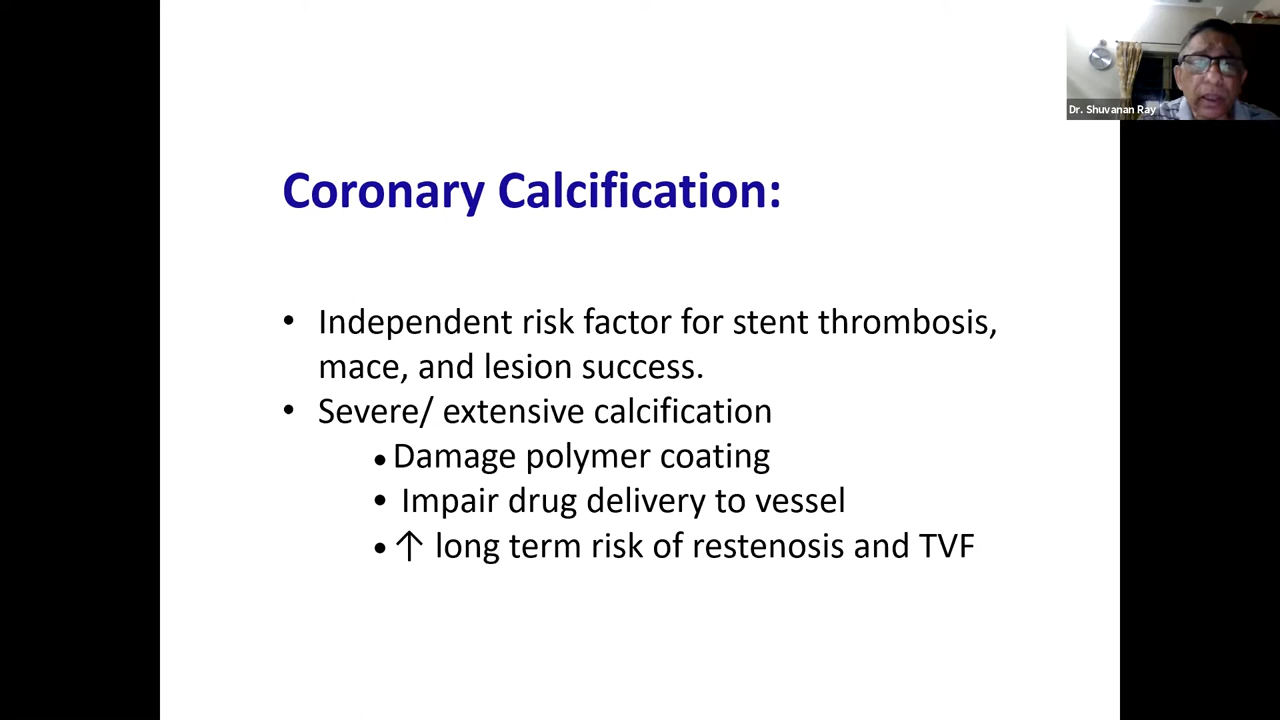 Dr. Shuvanan Ray
Coronary Calcification:
• Independent risk factor for stent thrombosis,
mace, and lesion success.
• Severe/ extensive calcification
• Damage polymer coating
• Impair drug delivery to vessel
• ↑ long term risk of restenosis and TVF